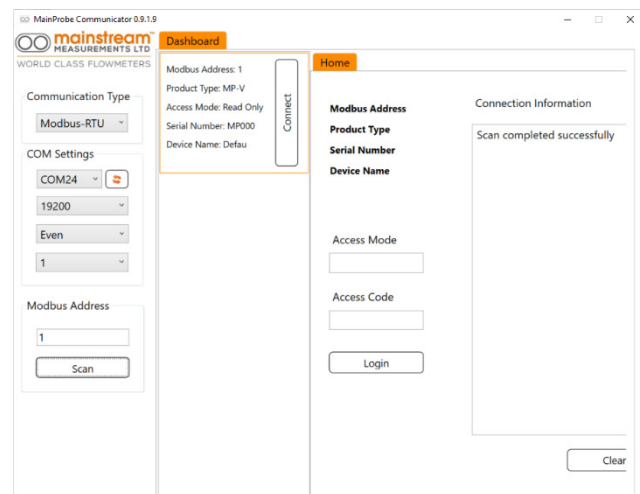 MainProbe Communicator 0.9.1.9
mainstream™
MEASUREMENTS LTD
WORLD CLASS FLOWMETERS
Communication Type
Modbus-RTU
COM Settings
COM24
19200
Even
1
Modbus Address
1
Scan
Dashboard
Modbus Address: 1
Product Type: MP-V
Access Mode: Read Only
Serial Number: MP000
Device Name: Defau
Connect
Home
Modbus Address
Product Type
Serial Number
Device Name
Access Mode
Access Code
Login
Connection Information
Scan completed successfully
Clear